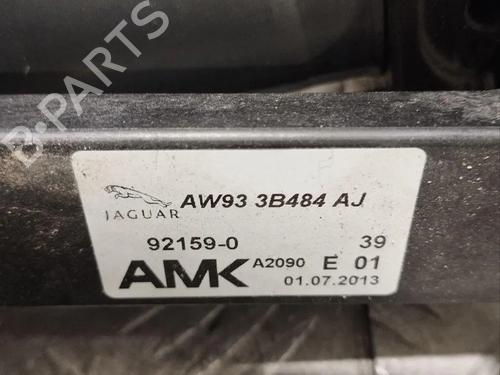 B-PARTS
AW93 3B484 AJ
JAGUAR
92159-0 39
AMK A2090 E 01
01.07.2013